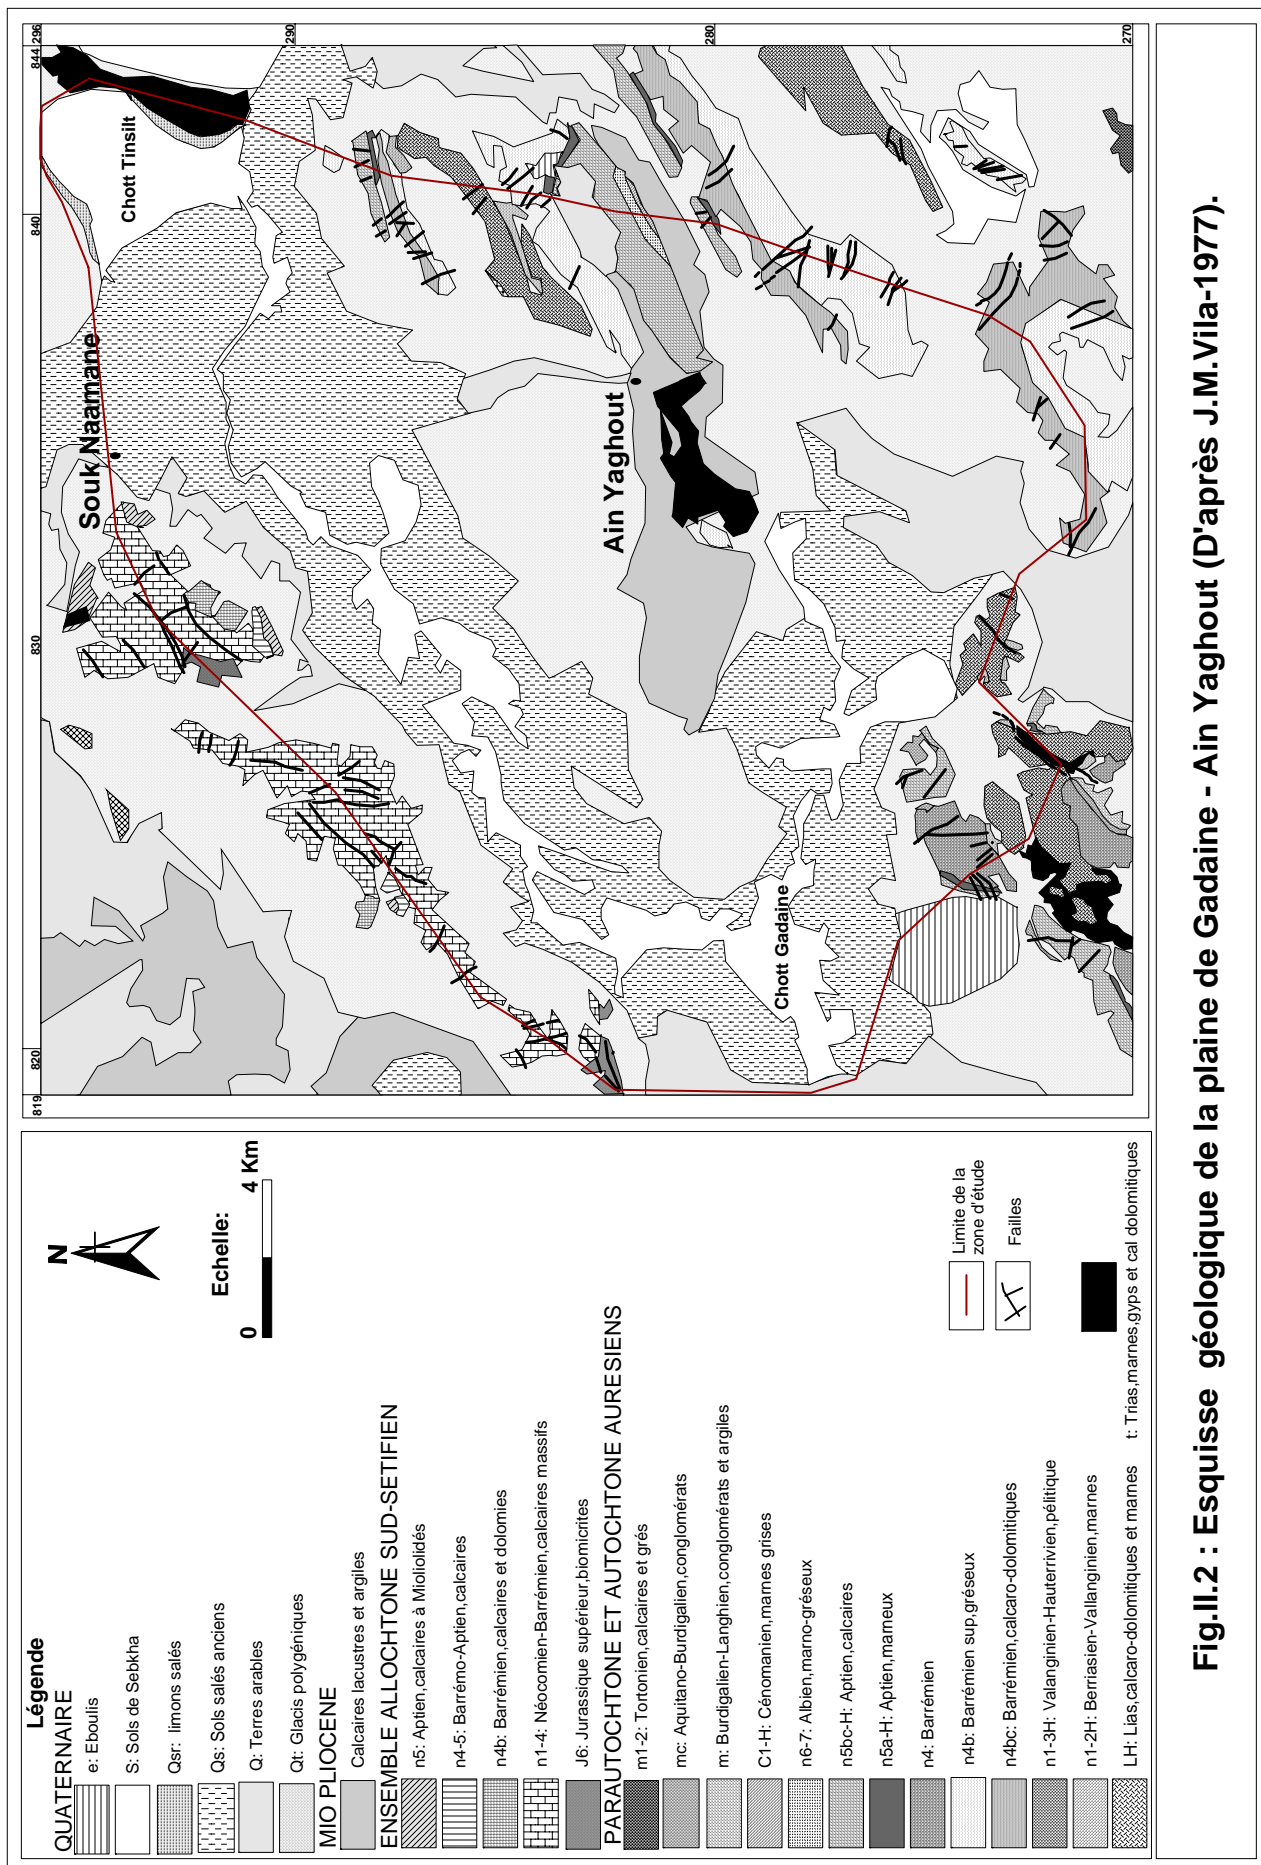 Légende
QUATERNAIRE
e: Eboulis
S: Sols de Sebkha
Qsr: limons salés
Qs: Sols salés anciens
Q: Terres arables
Qt: Glacis polygéniques
MIO PLIOCENE
Calcaires lacustres et argiles
ENSEMBLE ALLOCHTONE SUD-SETIFIEN
n5: Aptien,calcaires à Mioliolidés
n4-5: Barrémo-Aptien,calcaires
n4b: Barrémien,calcaires et dolomies
n1-4: Néocomien-Barrémien,calcaires massifs
J6: Jurassique supérieur,biomicrites
PARAUTOCHTONE ET AUTOCHTONE AURESIENS
m1-2: Tortonien,calcaires et grés
mc: Aquitano-Burdigalien,conglomérats
m: Burdigalien-Langhien,conglomérats et argiles
C1-H: Cénomanien,marnes grises
n6-7: Albien,marno-gréseux
n5bc-H: Aptien,calcaires
n5a-H: Aptien,marneux
n4: Barrémien
n4b: Barrémien sup,gréseux
n4bc: Barrémien,calcaro-dolomitiques
n1-3H: Valanginien-Hauterrivien,pélitique
n1-2H: Berriasien-Vallanginien,marnes
LH: Lias,calcaro-dolomitiques et marnes
t: Trias,marnes,gyps et cal dolomitiques
N
Echelle:
0
4 Km
Limite de la
zone d'étude
Failles
819
820
830
840
844
296
290
280
270
Chott Tinsilt
Souk Naamane
Ain Yaghout
Chott Gadaine
Fig.II.2 : Esquisse géologique de la plaine de Gadaine - Ain Yaghout (D'après J.M.Vila-1977).